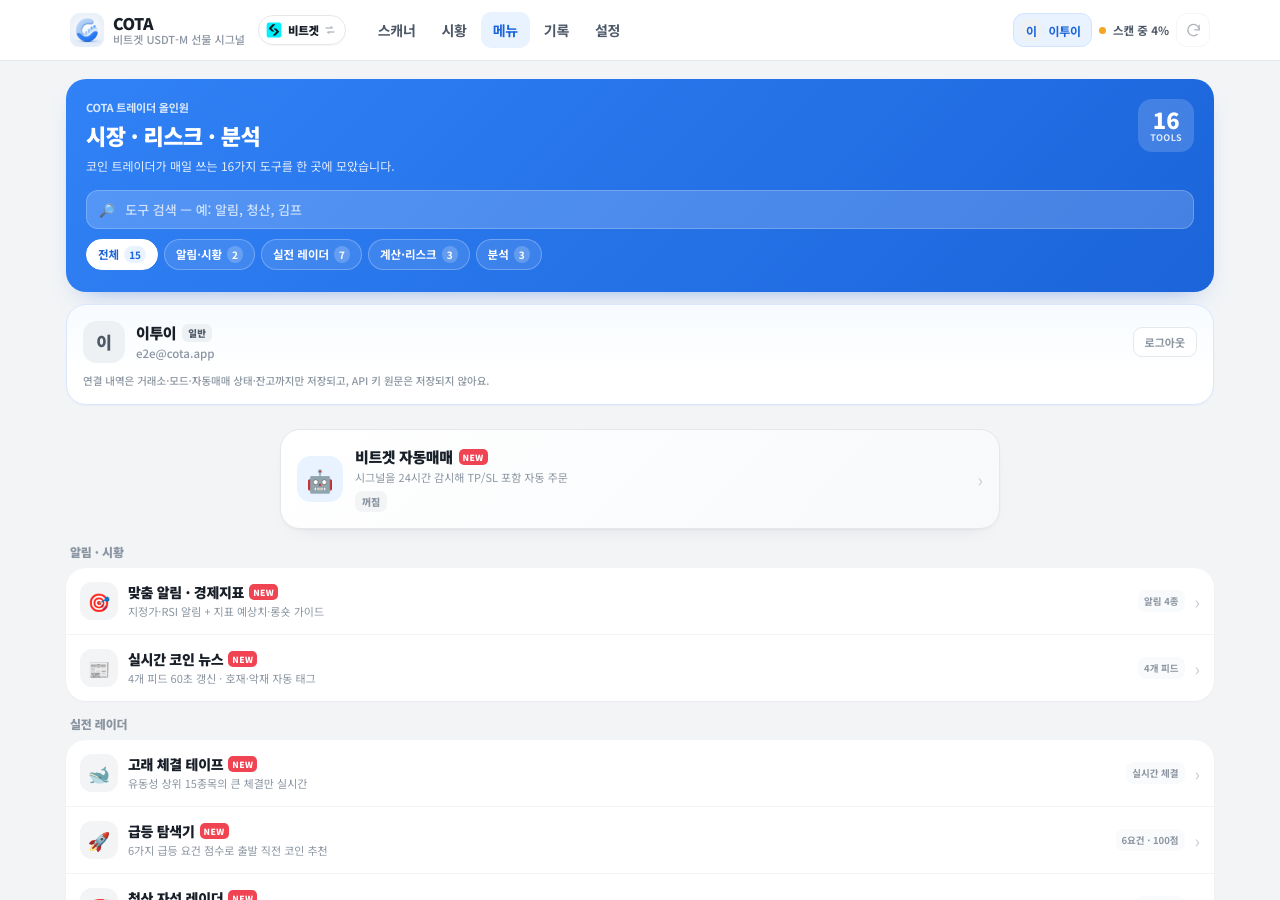 COTA
비트겟 USDT-M 선물 시그널
비트겟
스캐너
시황
메뉴
기록
설정
이 이투이
스캔 중 4%
COTA 트레이더 올인원
시장 · 리스크 · 분석
코인 트레이더가 매일 쓰는 16가지 도구를 한 곳에 모았습니다.
16
TOOLS
도구 검색 — 예: 알림, 청산, 김프
전체 15
알림·시황 2
실전 레이더 7
계산·리스크 3
분석 3
이
이투이 일반
e2e@cota.app
로그아웃
연결 내역은 거래소·모드·자동매매 상태·잔고까지만 저장되고, API 키 원문은 저장되지 않아요.
비트겟 자동매매 NEW
시그널을 24시간 감시해 TP/SL 포함 자동 주문
꺼짐
알림 · 시황
맞춤 알림 · 경제지표 NEW
지정가·RSI 알림 + 지표 예상치·롱숏 가이드
알림 4종
실시간 코인 뉴스 NEW
4개 피드 60초 갱신 · 호재·악재 자동 태그
4개 피드
실전 레이더
고래 체결 테이프 NEW
유동성 상위 15종목의 큰 체결만 실시간
실시간 체결
급등 탐색기 NEW
6가지 급등 요건 점수로 출발 직전 코인 추천
6요건 · 100점
청산 자석 레이더 NEW